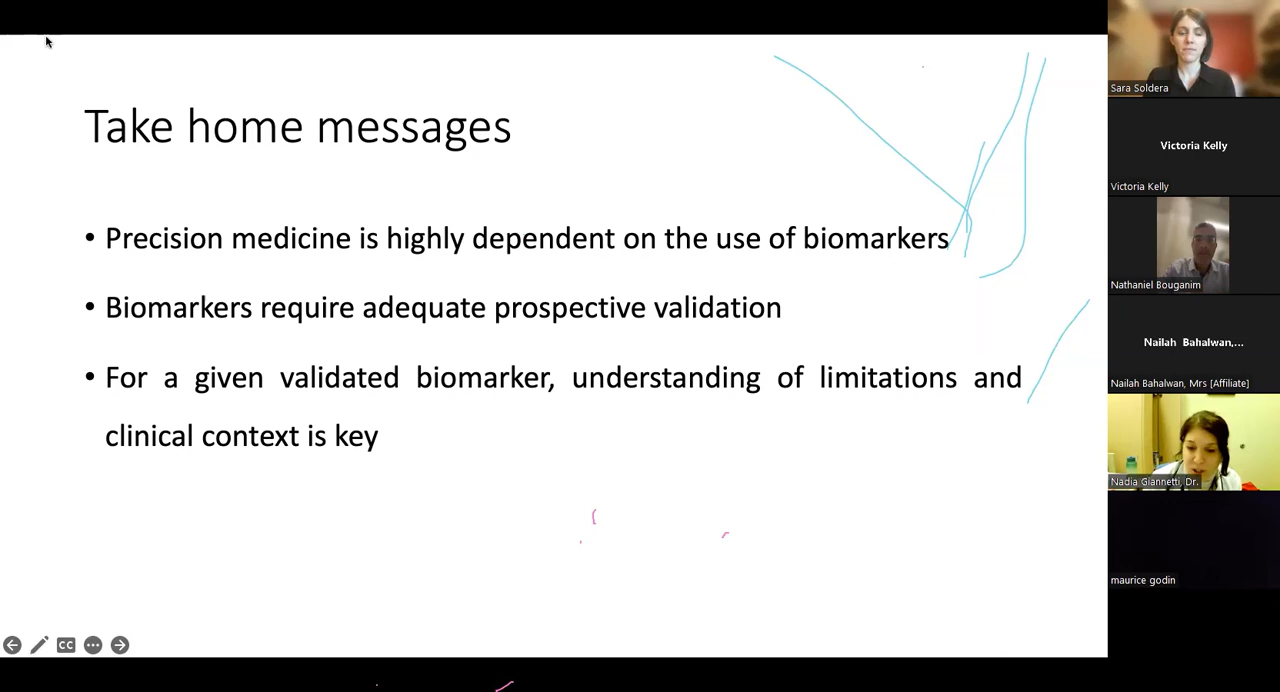 Take home messages
• Precision medicine is highly dependent on the use of biomarkers
• Biomarkers require adequate prospective validation
• For a given validated biomarker, understanding of limitations and
clinical context is key
CC
Sara Soldera
Victoria Kelly
Victoria Kelly
Nathaniel Bouganim
Nailah Bahalwan,...
Nailah Bahalwan, Mrs [Affiliate]
Nadia Giannetti, Dr.
maurice godin